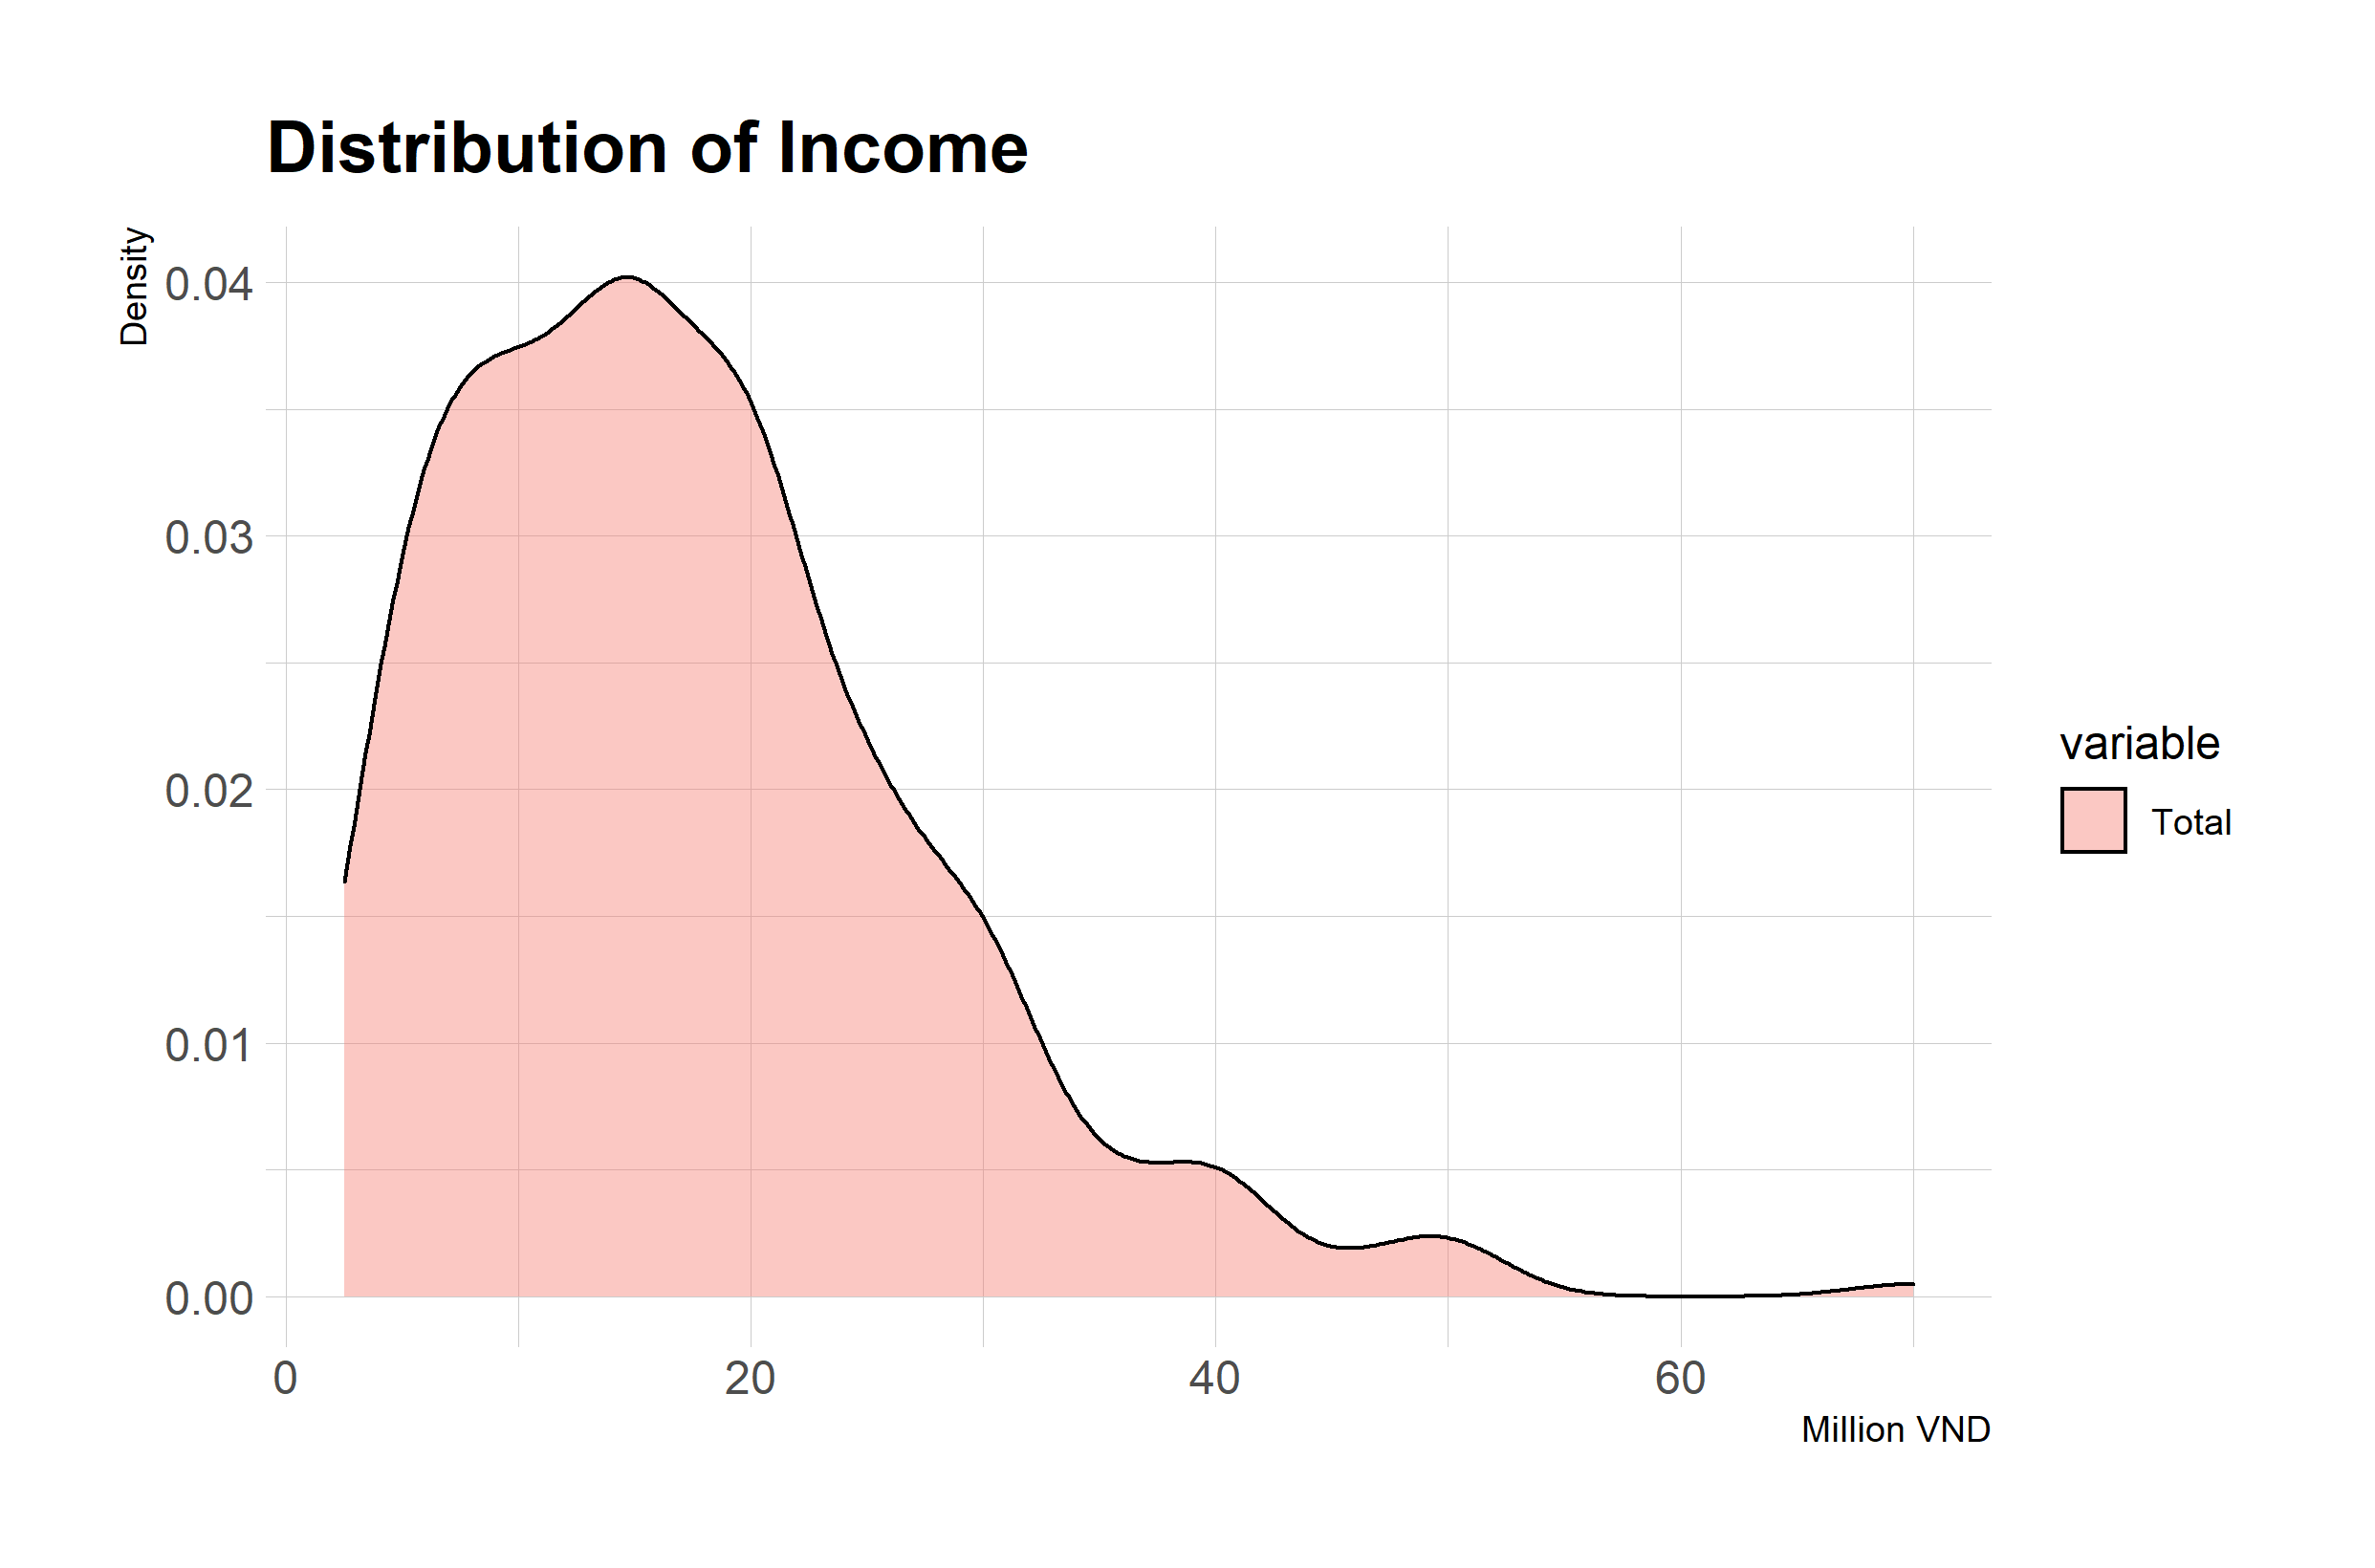 Distribution of Income
Density
0.04
0.03
0.02
0.01
0.00
0 20 40 60
Million VND
variable
Total